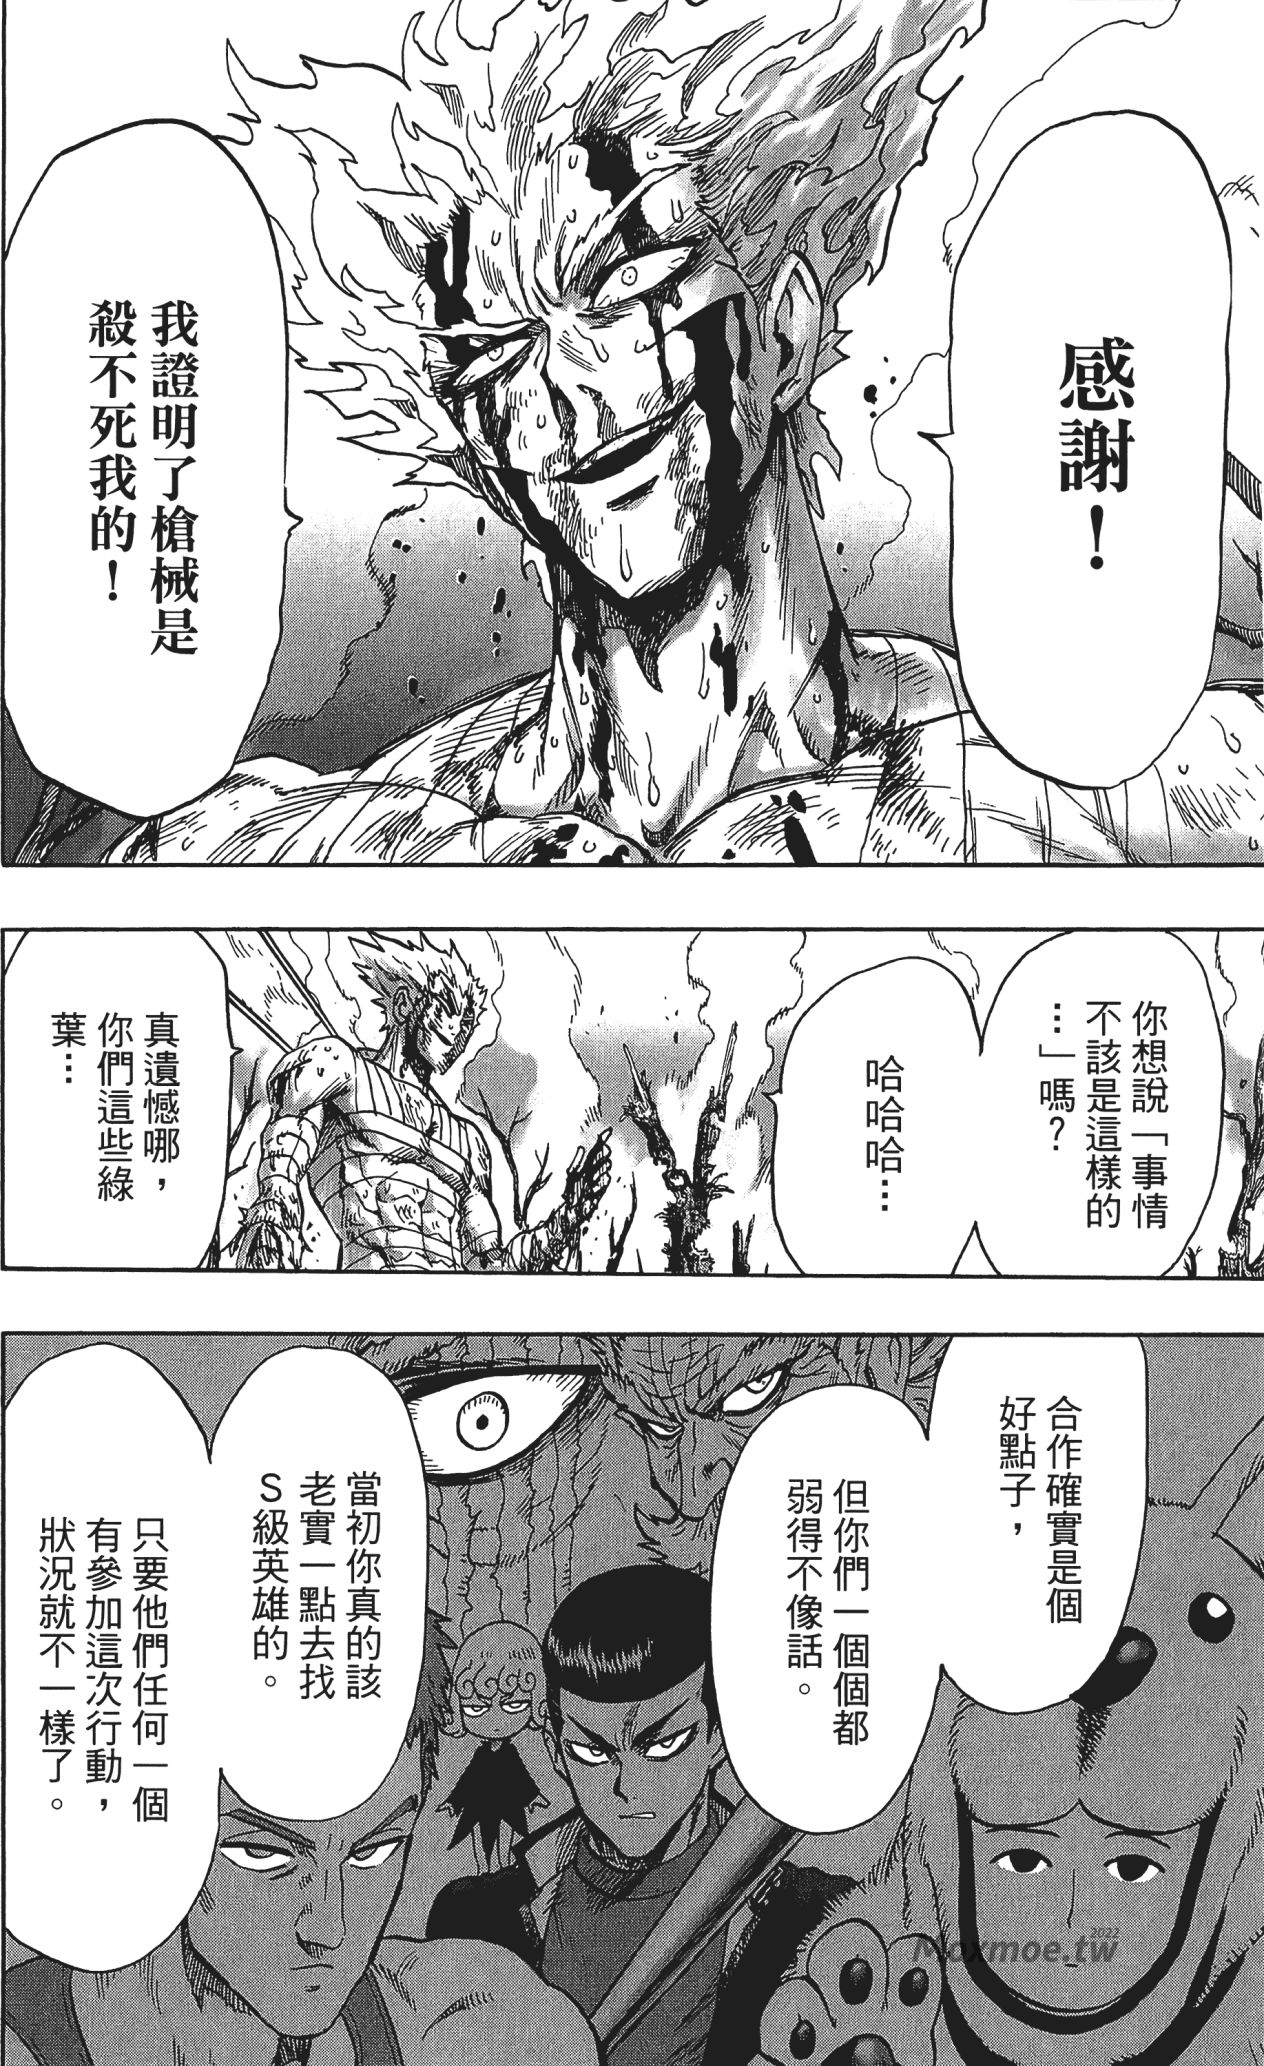 感謝！
我證明了槍械是
殺不死我的！
你想說「事情
不該是這樣的
…」嗎？
哈哈哈…
真遺憾哪，
你們這些綠
葉…
合作確實是個
好點子，
但你們一個個都
弱得不像話。
當初你真的該
老實一點去找
Ｓ級英雄的。
只要他們任何一個
有參加這次行動，
狀況就不一樣了。
2022
Moxmoe.tw